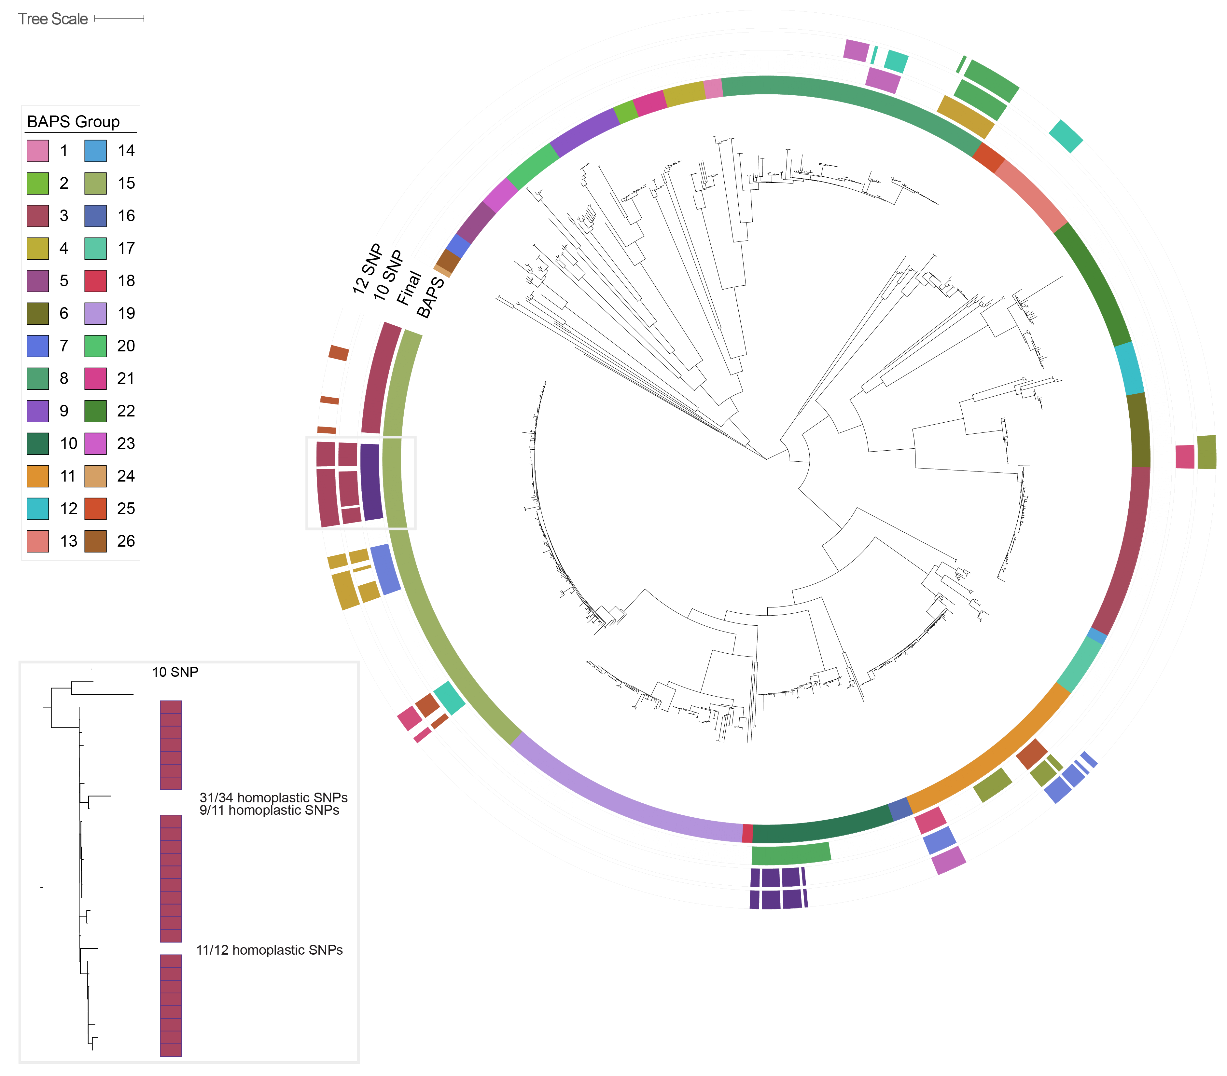 Tree Scale
BAPS Group
1 14
2 15
3 16
4 17
5 18
6 19
7 20
8 21
9 22
10 23
11 24
12 25
13 26
12 SNP
10 SNP
Final
BAPS
10 SNP
31/34 homoplastic SNPs
9/11 homoplastic SNPs
11/12 homoplastic SNPs